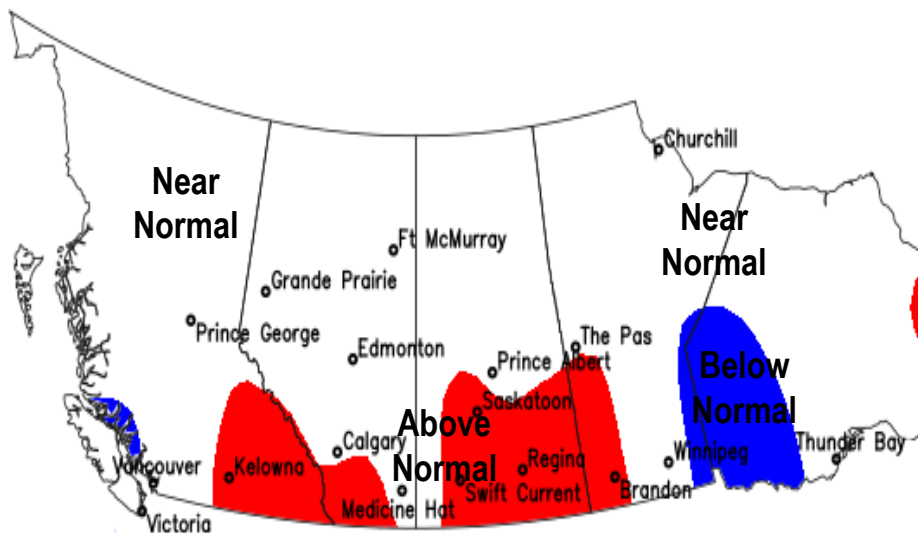 Churchill
Near
Normal
Near
Normal
Ft McMurray
Grande Prairie
Prince George
Edmonton
The Pas
Prince Albert
Below
Normal
Saskatoon
Above
Normal
Calgary
Thunder Bay
Winnipeg
Vancouver
Kelowna
Regina
Swift Current
Brandon
Medicine Hat
Victoria